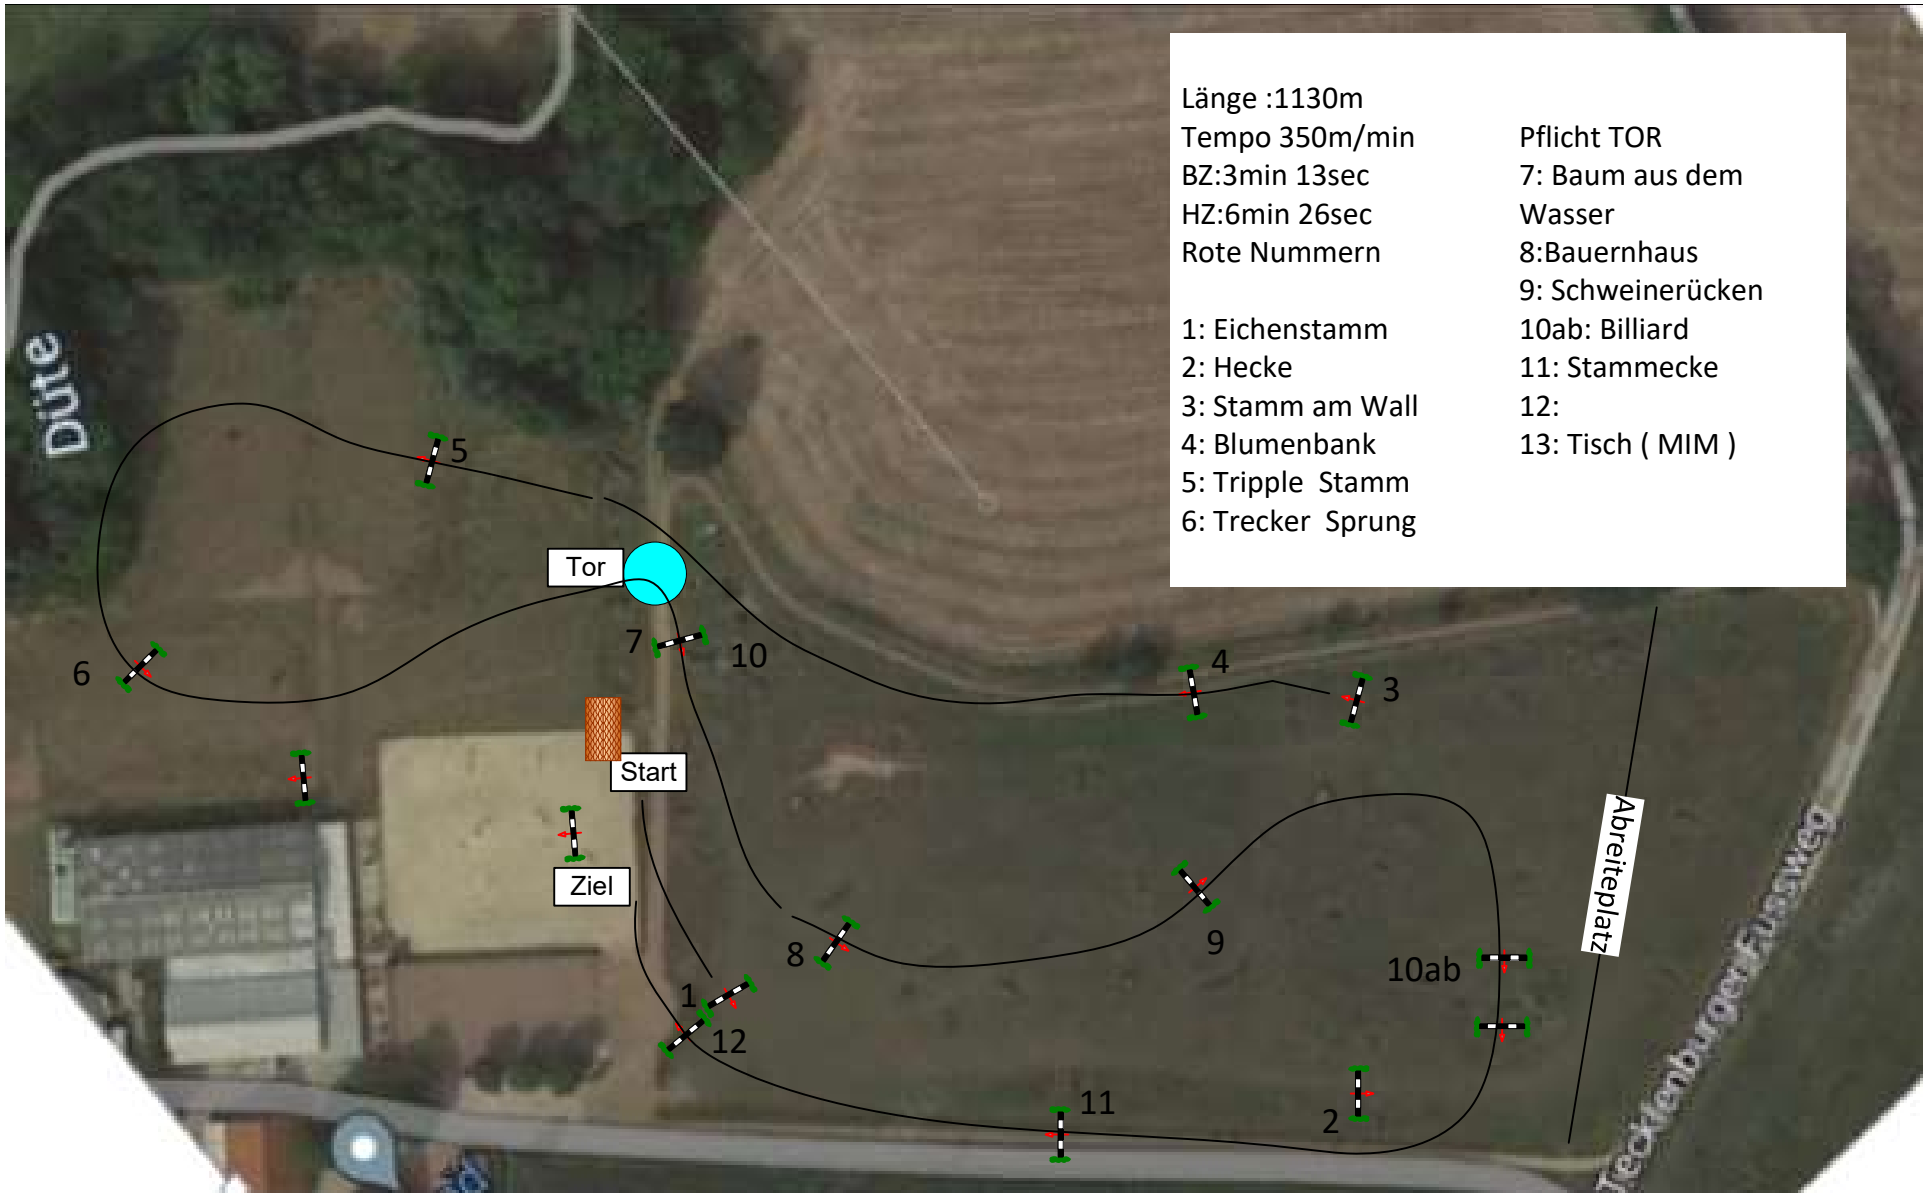 Länge :1130m
Tempo 350m/min
BZ:3min 13sec
HZ:6min 26sec
Rote Nummern
1: Eichenstamm
2: Hecke
3: Stamm am Wall
4: Blumenbank
5: Tripple Stamm
6: Trecker Sprung
Pflicht TOR
7: Baum aus dem
Wasser
8:Bauernhaus
9: Schweinerücken
10ab: Billiard
11: Stammecke
12:
13: Tisch ( MIM )
Düte
5
Tor
7
10
4
3
6
Start
Abreiteplatz
Ziel
8
9
10ab
1
12
11
2
Tecklenburger Fussweg